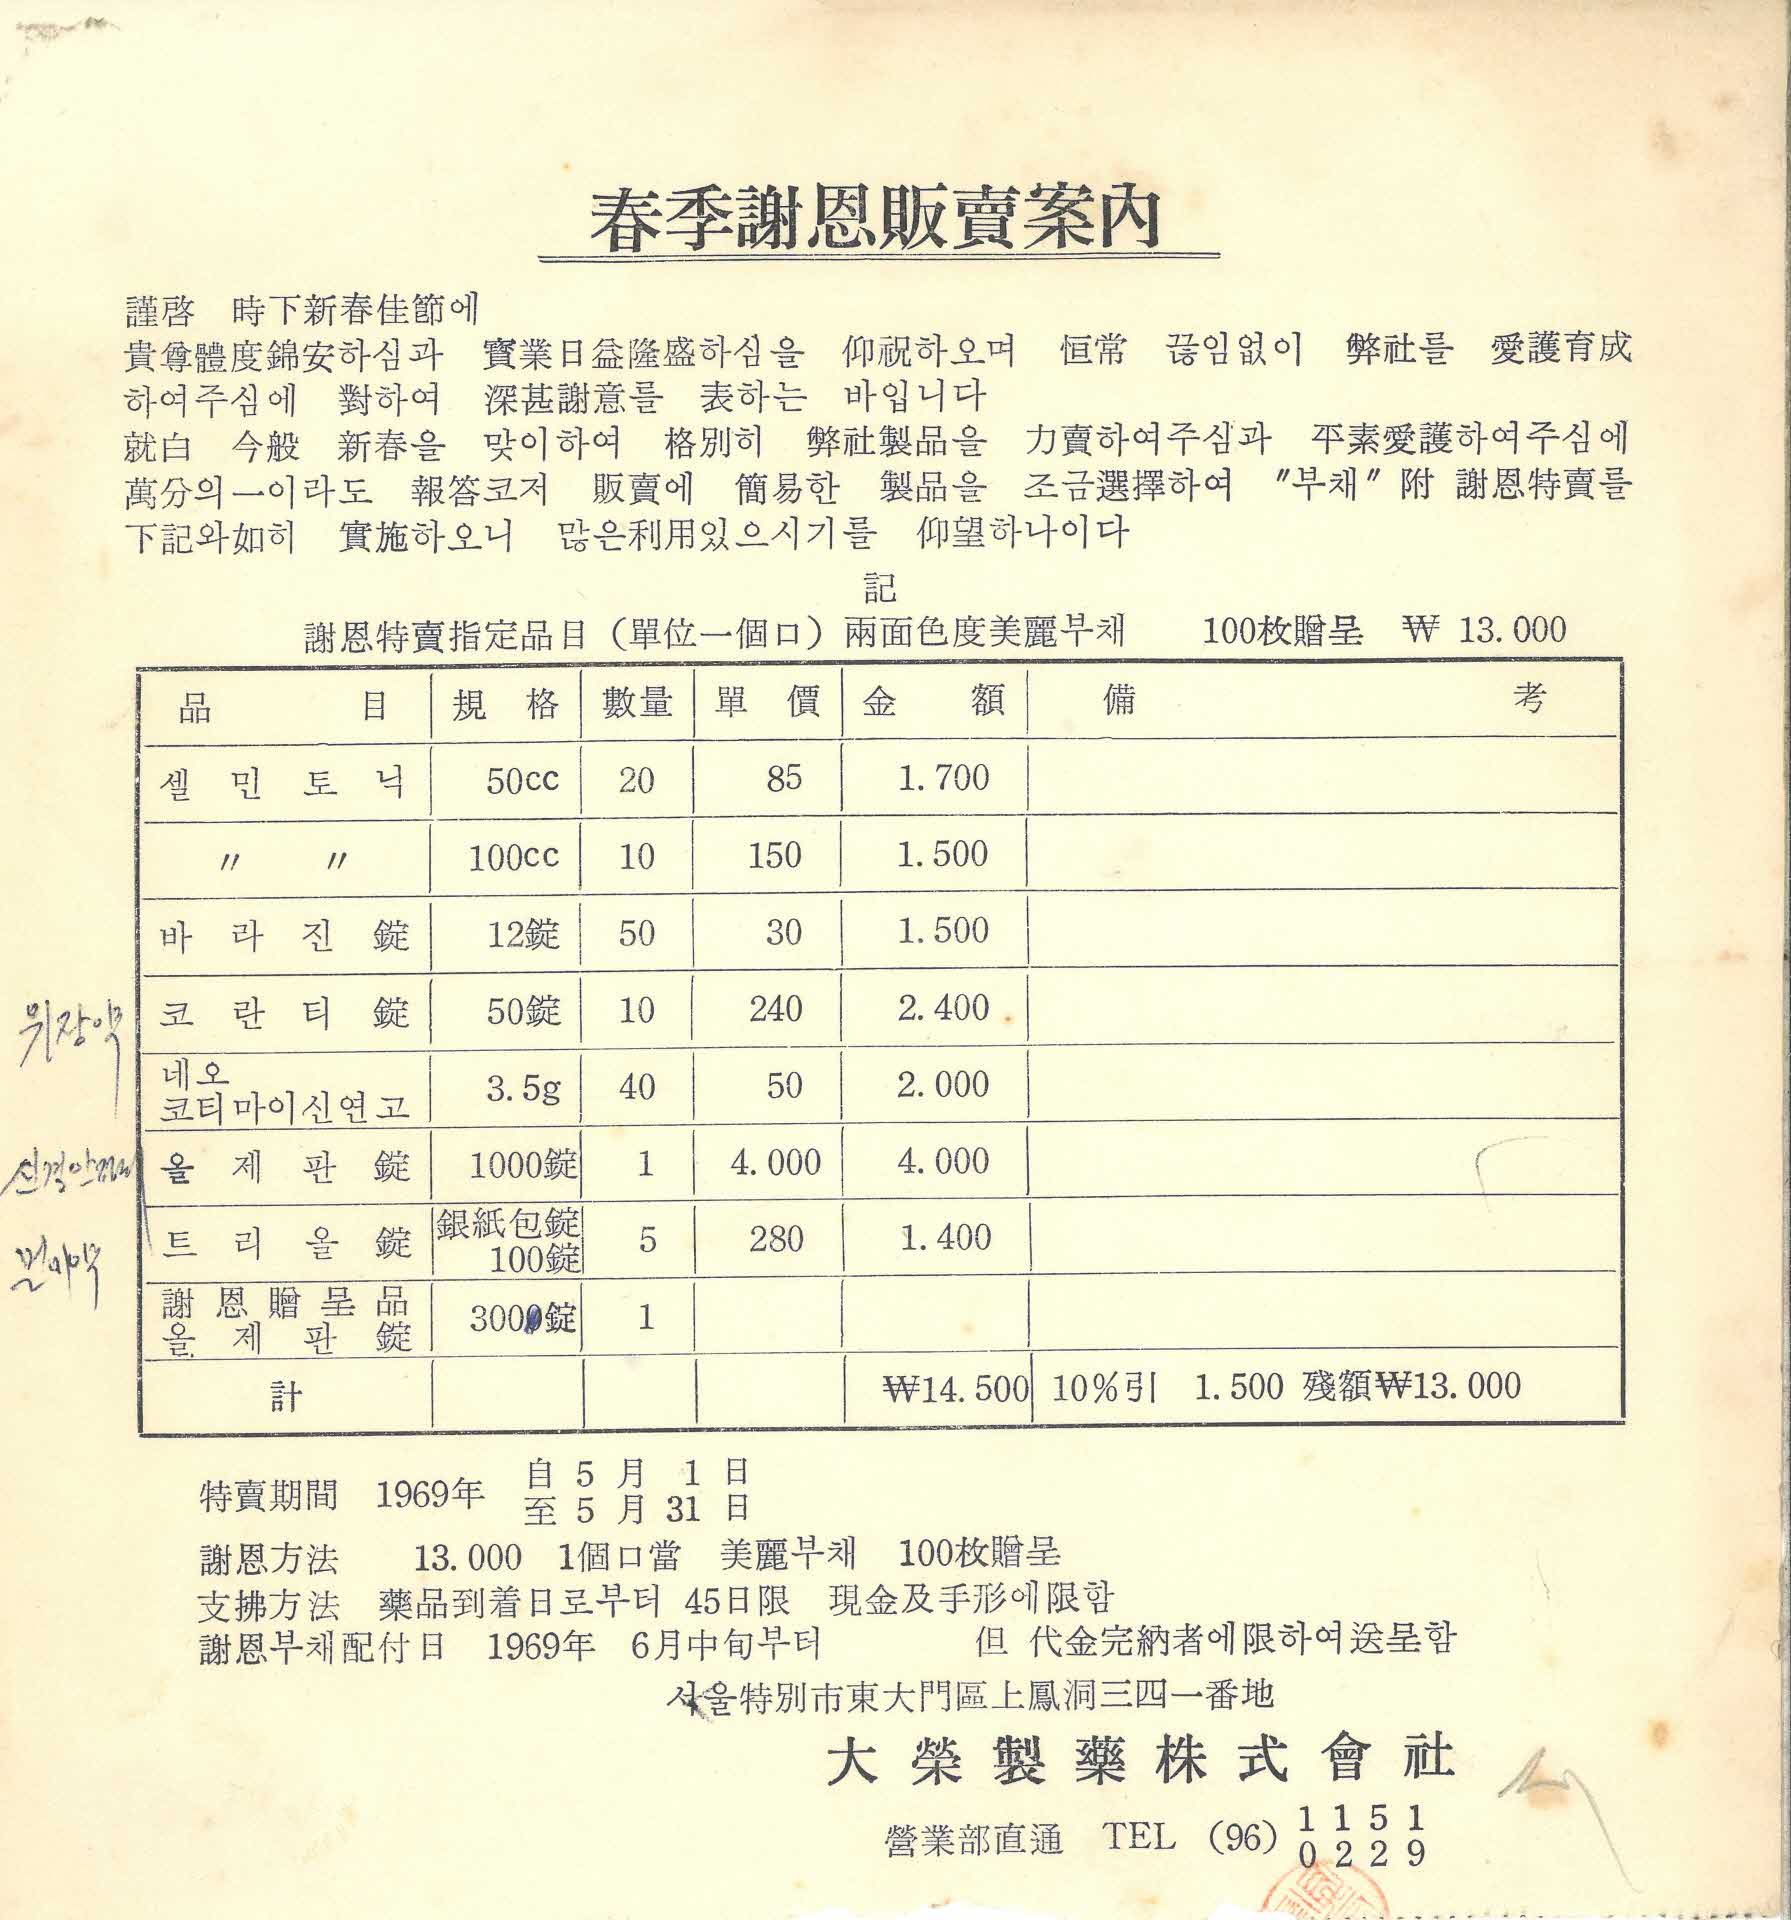 春季謝恩販賣案內
謹啓 時下新春佳節에
貴尊體度錦安하심과 寶業日益隆盛하심을 仰祝하오며 恒常 끊임없이 弊社를 愛護育成
하여주심에 對하여 深甚謝意를 表하는 바입니다
就白 今般 新春을 맞이하여 格別히 弊社製品을 力賣하여주심과 平素愛護하여주심에
萬分의一이라도 報答코저 販賣에 簡易한 製品을 조금選擇하여 〃부채〃附 謝恩特賣를
下記와如히 實施하오니 많은利用있으시기를 仰望하나이다
記
謝恩特賣指定品目 (單位一個口) 兩面色度美麗부채 100枚贈呈 ₩ 13.000
品目 規格 數量 單價 金額 備考
셀민토닉 50cc 20 85 1.700
〃 〃 100cc 10 150 1.500
바라진錠 12錠 50 30 1.500
코란티錠 50錠 10 240 2.400
위장약
네오
코티마이신연고 3.5g 40 50 2.000
올제판錠 1000錠 1 4.000 4.000
트리올錠 銀紙包錠
100錠 5 280 1.400
멀미약
謝恩贈呈品
올제판錠 300錠 1
計 ₩14.500 10%引 1.500 殘額₩13.000
特賣期間 1969年 自 5月 1日
至 5月 31日
謝恩方法 13.000 1個口當 美麗부채 100枚贈呈
支拂方法 藥品到着日로부터 45日限 現金及手形에限함
謝恩부채配付日 1969年 6月中旬부터 但 代金完納者에限하여送呈함
서울特別市東大門區上鳳洞三四一番地
大榮製藥株式會社
營業部直通 TEL (96) 1151
0229